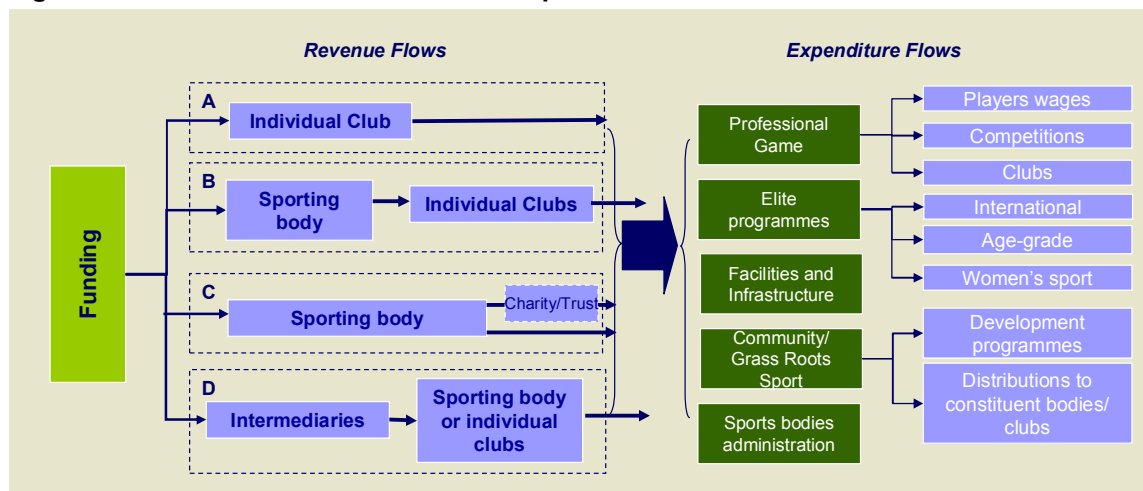 Revenue Flows
Expenditure Flows
Funding
A
Individual Club
B
Sporting
body
Individual Clubs
C
Sporting body
Charity/Trust
D
Intermediaries
Sporting body
or individual
clubs
Professional
Game
Players wages
Competitions
Clubs
Elite
programmes
International
Age-grade
Women's sport
Facilities and
Infrastructure
Community/
Grass Roots
Sport
Development
programmes
Distributions to
constituent bodies/
clubs
Sports bodies
administration